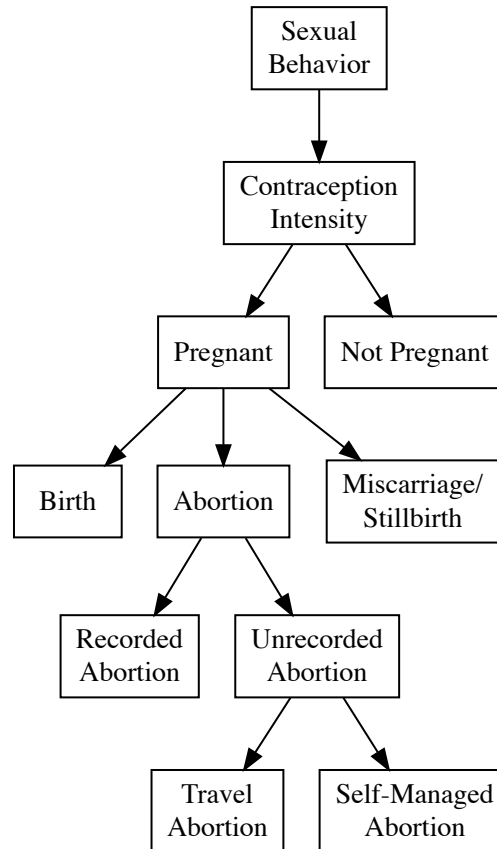 Sexual
Behavior
Contraception
Intensity
Pregnant
Not Pregnant
Birth
Abortion
Miscarriage/
Stillbirth
Recorded
Abortion
Unrecorded
Abortion
Travel
Abortion
Self-Managed
Abortion